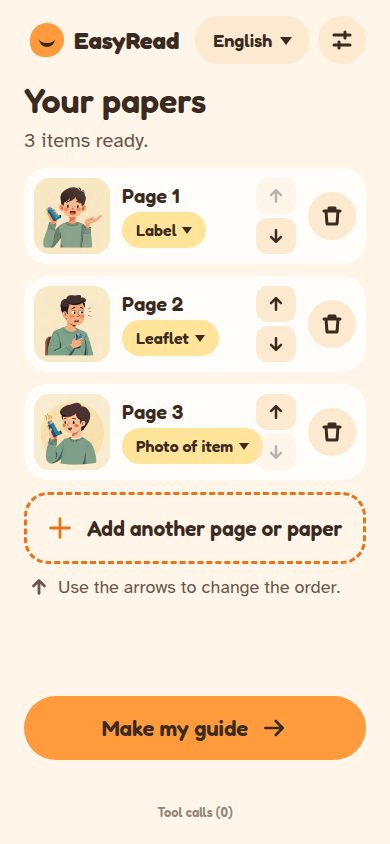 EasyRead
English
Your papers
3 items ready.
Page 1
Label
Page 2
Leaflet
Page 3
Photo of item
Add another page or paper
Use the arrows to change the order.
Make my guide
Tool calls (0)